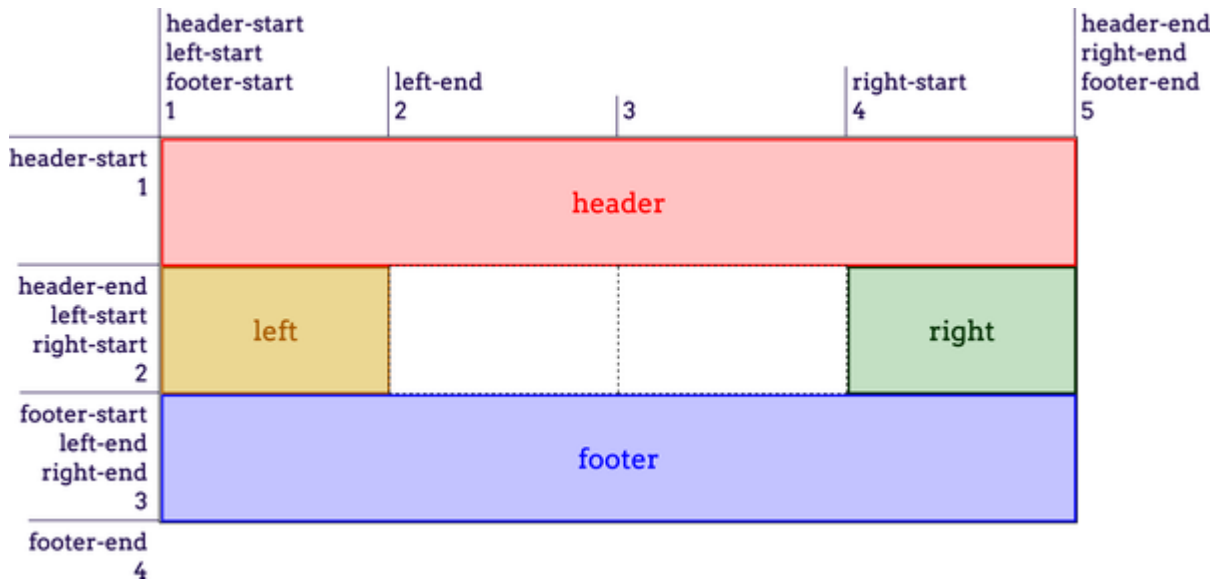 header-start
left-start
footer-start
1
left-end
2
3
right-start
4
header-end
right-end
footer-end
5
header-start
1
header
header-end
left-start
right-start
2
left
right
footer-start
left-end
right-end
3
footer
footer-end
4